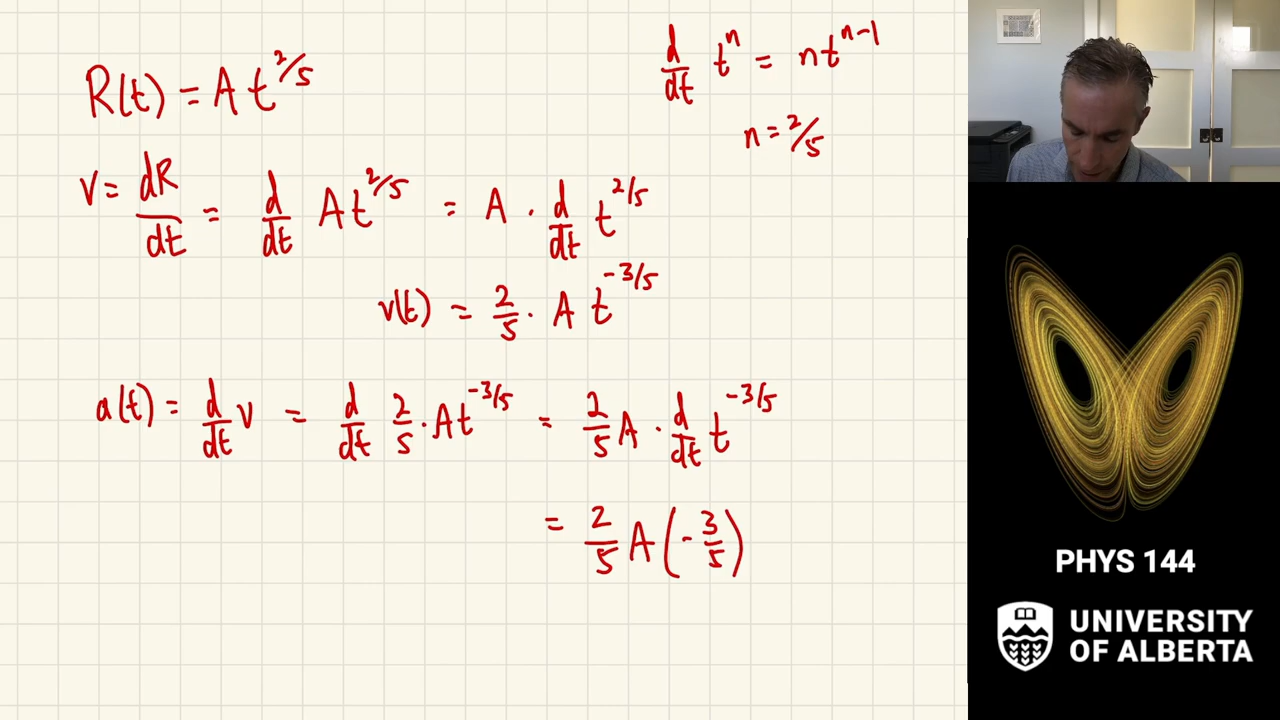 R(t) = A t^{2/5}
d/dt t^n = n t^{n-1}
n = 2/5
v = dR/dt = d/dt A t^{2/5} = A · d/dt t^{2/5}
v(t) = 2/5 · A t^{-3/5}
a(t) = d/dt v = d/dt 2/5 · A t^{-3/5} = 2/5 A · d/dt t^{-3/5}
= 2/5 A (-3/5)
PHYS 144
UNIVERSITY
OF ALBERTA